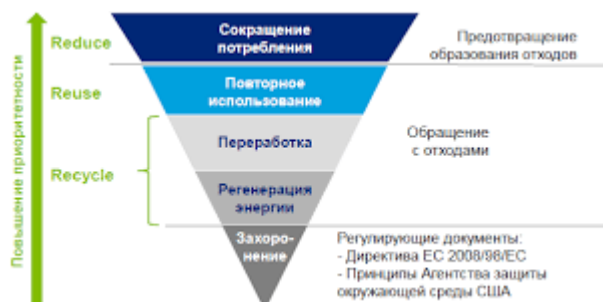 Повышение приоритетности
Reduce
Сокращение
потребления
Предотвращение
образования отходов
Reuse
Повторное
использование
Recycle
Переработка
Обращение
с отходами
Регенерация
энергии
Захоро-
нение
Регулирующие документы:
- Директива ЕС 2008/98/EC
- Принципы Агентства защиты
окружающей среды США